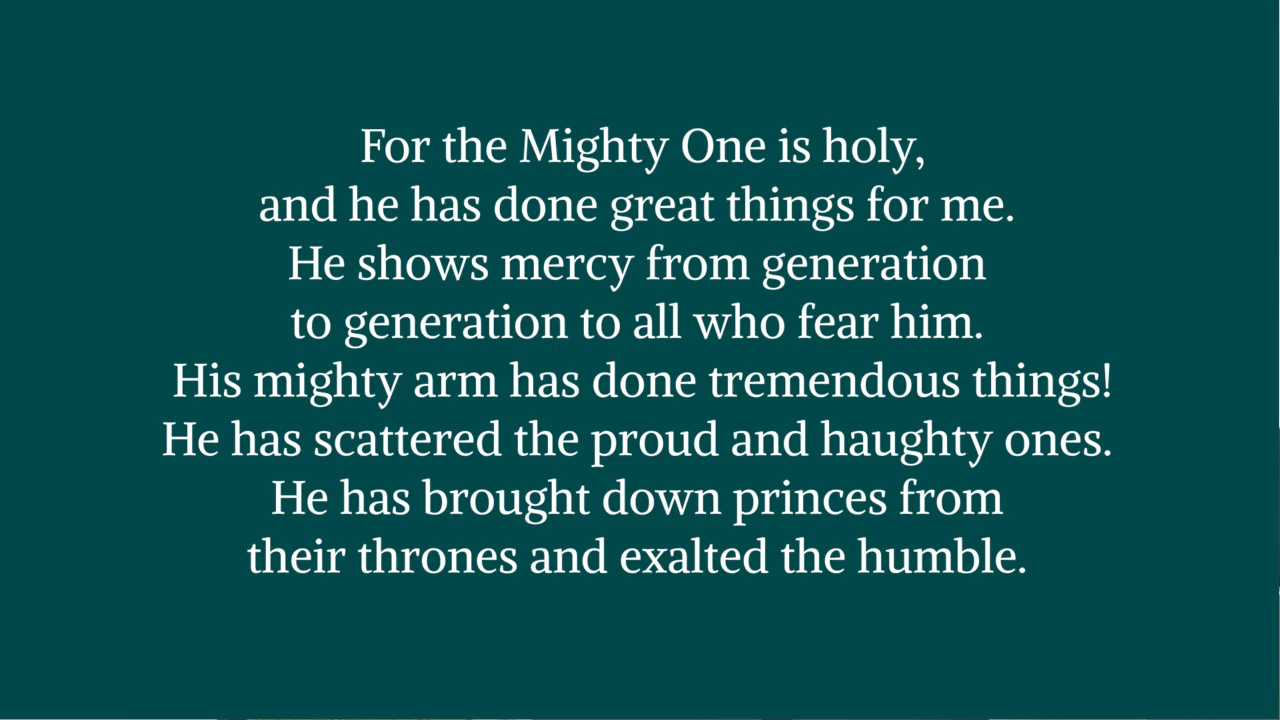 For the Mighty One is holy,
and he has done great things for me.
He shows mercy from generation
to generation to all who fear him.
His mighty arm has done tremendous things!
He has scattered the proud and haughty ones.
He has brought down princes from
their thrones and exalted the humble.